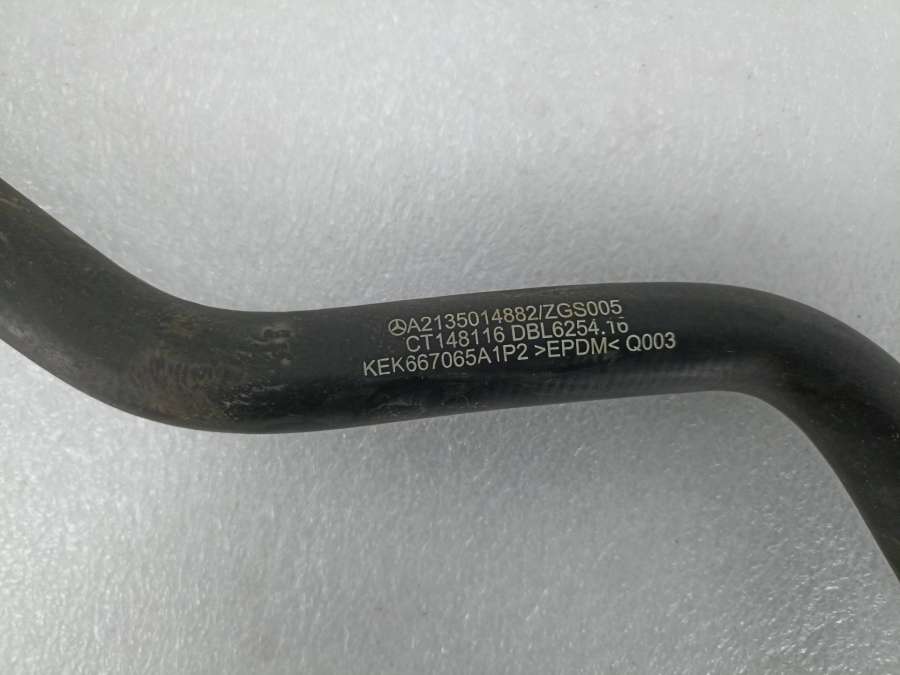 A2135014882/ZGS005
CT148116 DBL6254.16
KEK667065A1P2 >EPDM< Q003